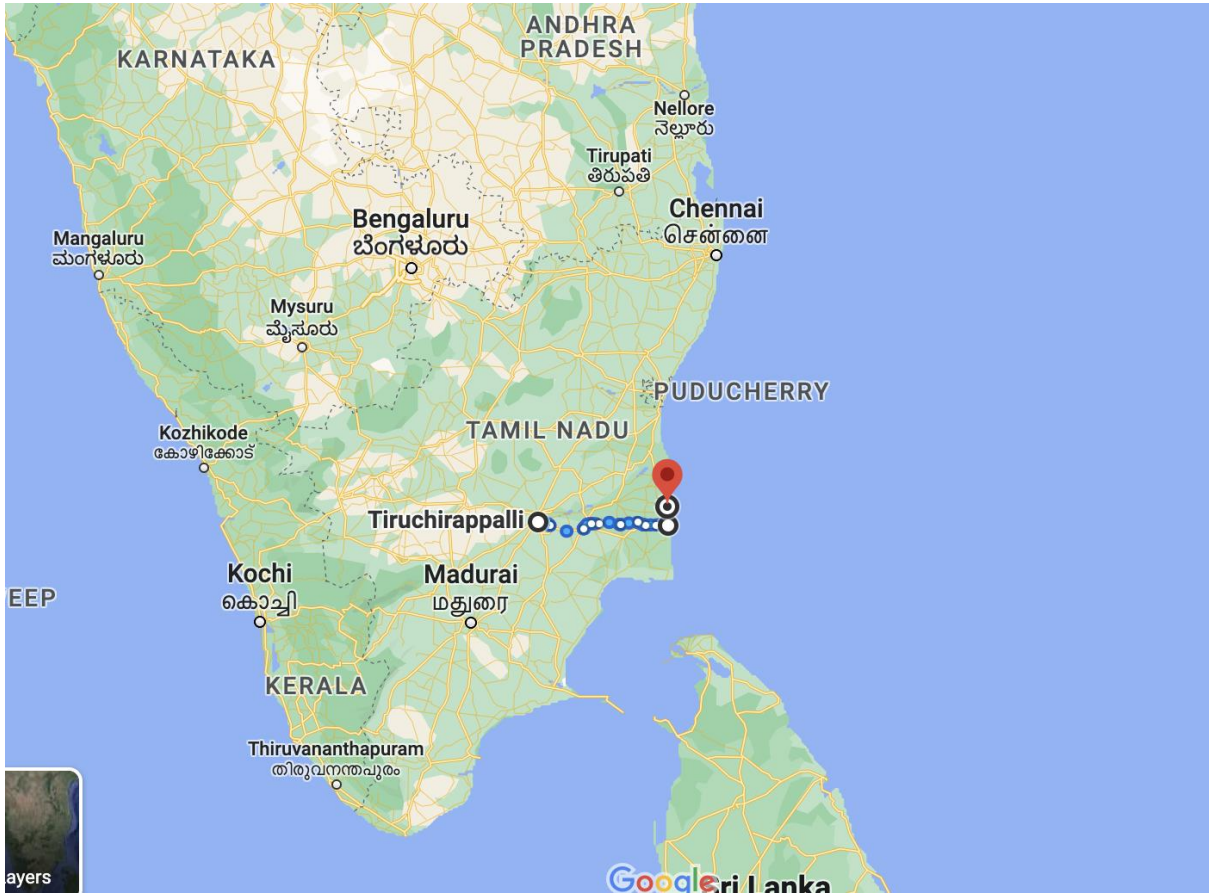 ANDHRA
PRADESH
KARNATAKA
Nellore
ನೆಲ್ಲೂರು
Tirupati
తిరుపతి
Chennai
சென்னை
Bengaluru
ಬೆಂಗಳೂರು
Mangaluru
ಮಂಗಳೂರು
Mysuru
ಮೈಸೂರು
PUDUCHERRY
TAMIL NADU
Kozhikode
കോഴിക്കോട്
Tiruchirappalli
Kochi
കൊച്ചി
Madurai
மதுரை
EEP
KERALA
Thiruvananthapuram
തിരുവനന്തപുരം
ayers
Google
Sri Lanka